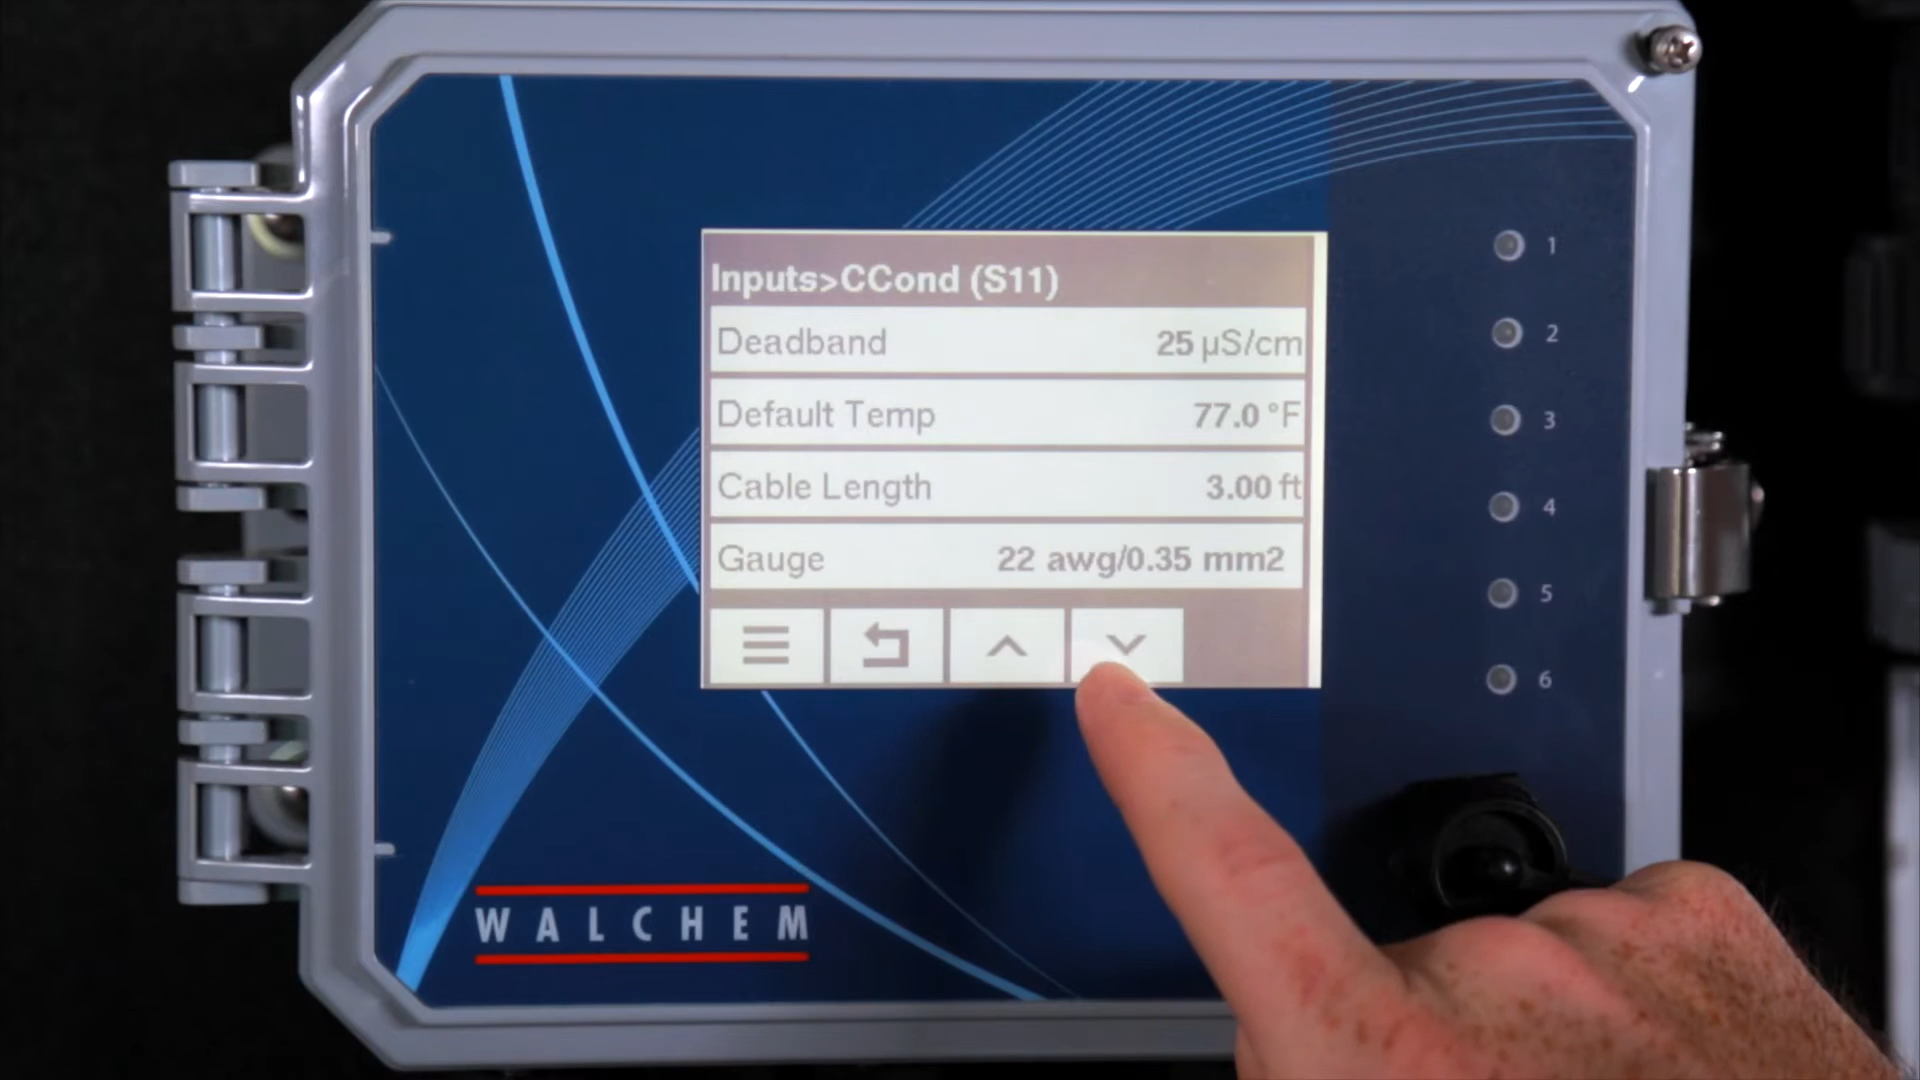 Inputs>CCond (S11)
Deadband 25 µS/cm
Default Temp 77.0 °F
Cable Length 3.00 ft
Gauge 22 awg/0.35 mm2
1
2
3
4
5
6
WALCHEM